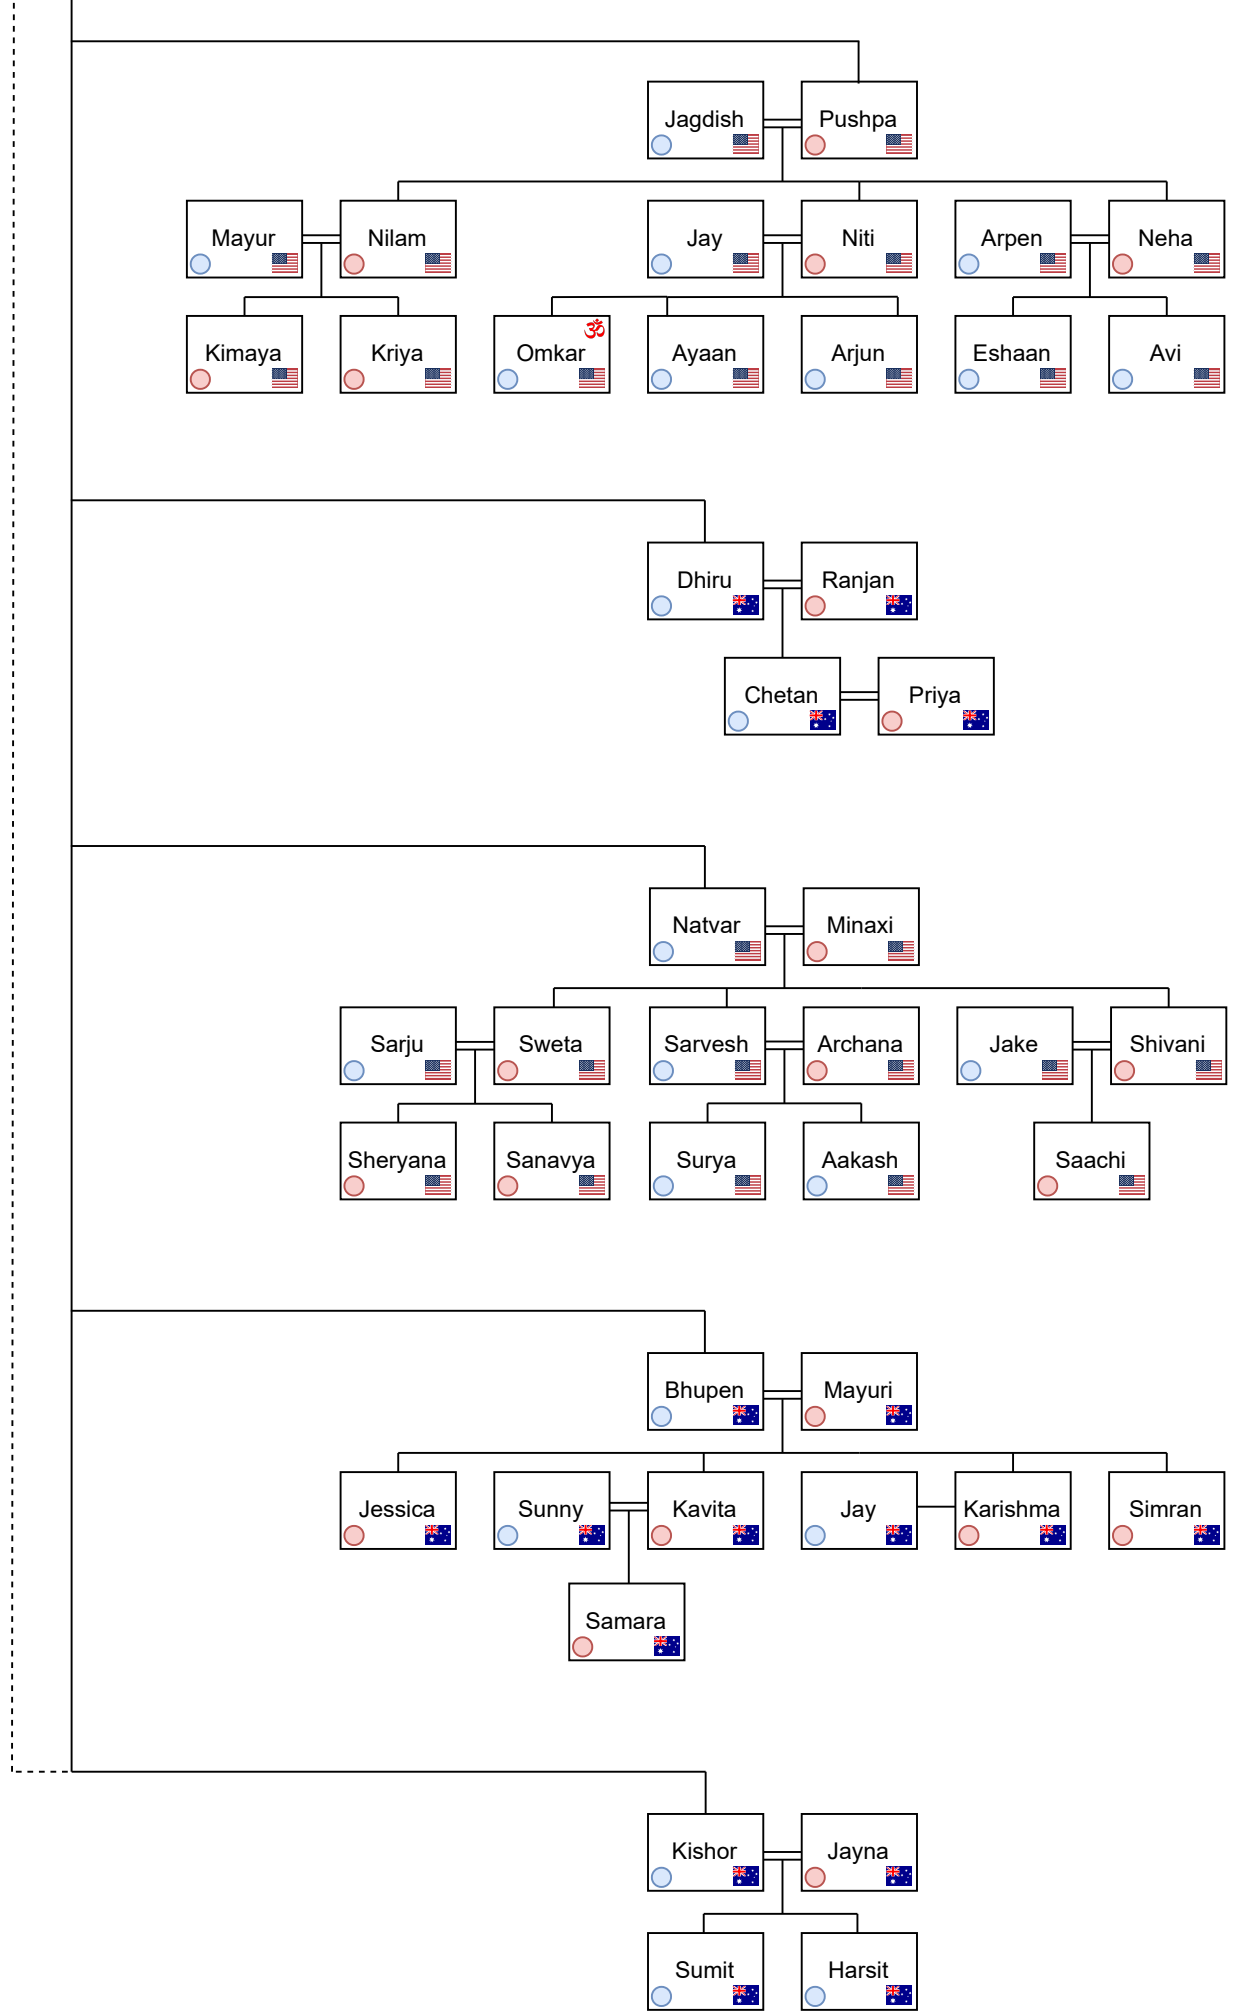 Jagdish
Pushpa
Mayur
Nilam
Jay
Niti
Arpen
Neha
ॐ
Kimaya
Kriya
Omkar
Ayaan
Arjun
Eshaan
Avi
Dhiru
Ranjan
Chetan
Priya
Natvar
Minaxi
Sarju
Sweta
Sarvesh
Archana
Jake
Shivani
Sheryana
Sanavya
Surya
Aakash
Saachi
Bhupen
Mayuri
Jessica
Sunny
Kavita
Jay
Karishma
Simran
Samara
Kishor
Jayna
Sumit
Harsit